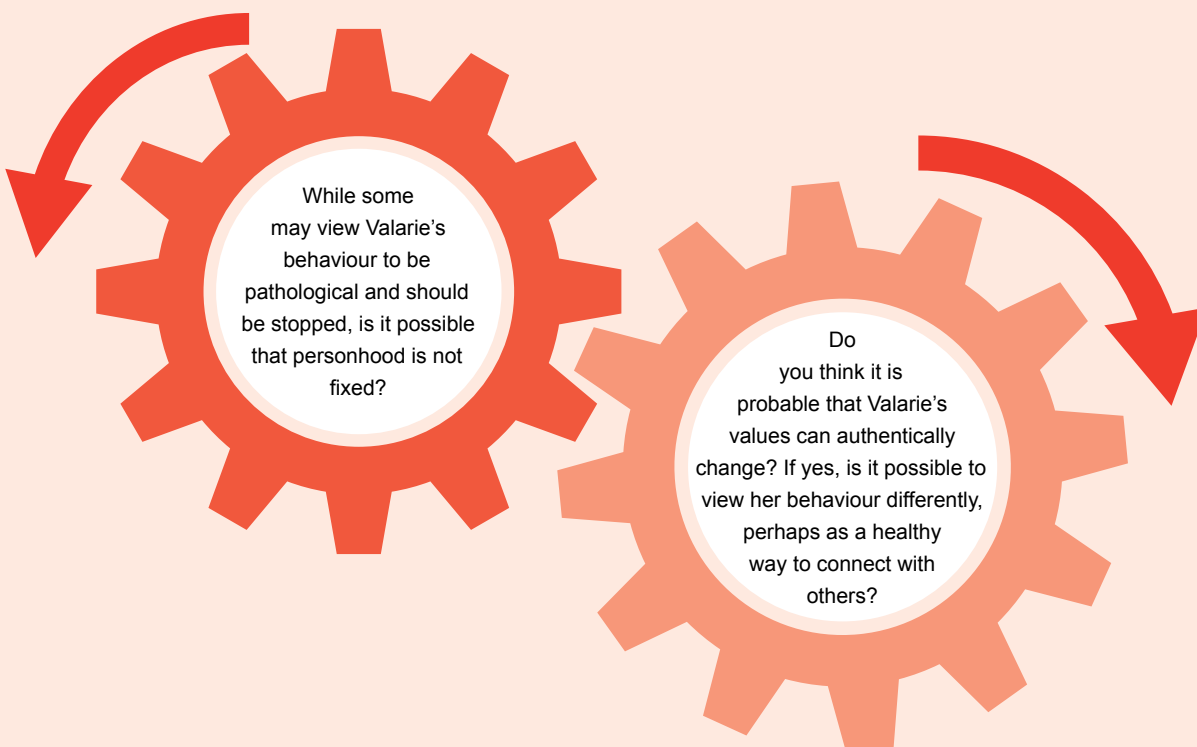 While some
may view Valarie’s
behaviour to be
pathological and should
be stopped, is it possible
that personhood is not
fixed?
Do
you think it is
probable that Valarie’s
values can authentically
change? If yes, is it possible to
view her behaviour differently,
perhaps as a healthy
way to connect with
others?